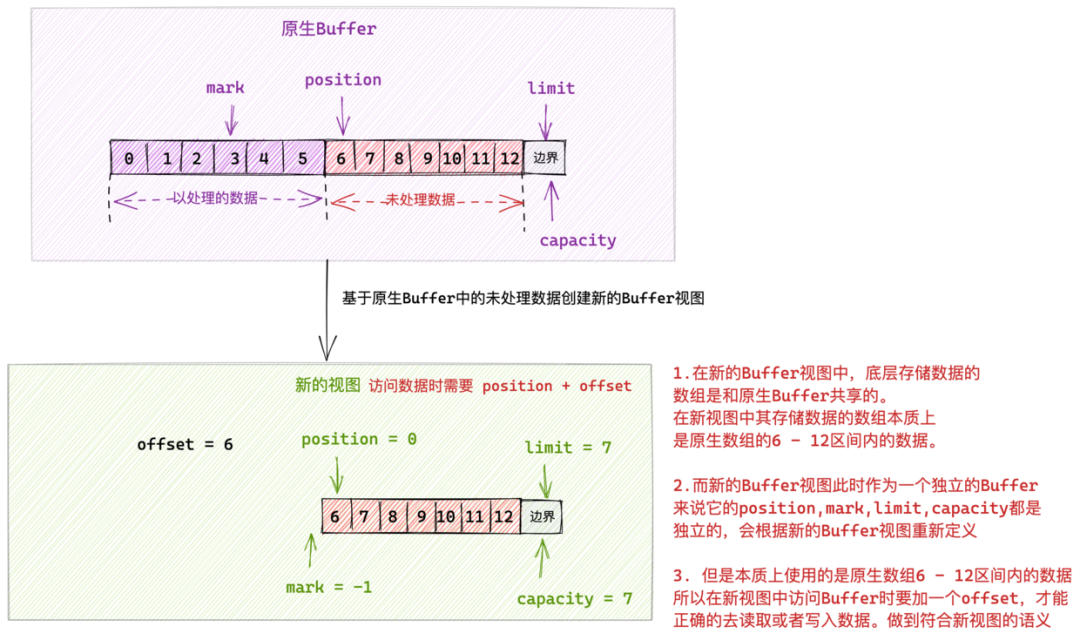 原生Buffer
mark
position
limit
0 1 2 3 4 5 6 7 8 9 10 11 12 边界
以处理的数据
未处理数据
capacity
基于原生Buffer中的未处理数据创建新的Buffer视图
新的视图 访问数据时需要 position + offset
offset = 6
position = 0
limit = 7
6 7 8 9 10 11 12 边界
mark = -1
capacity = 7
1.在新的Buffer视图中，底层存储数据的
数组是和原生Buffer共享的。
在新视图中其存储数据的数组本质上
是原生数组的6 - 12区间内的数据。
2.而新的Buffer视图此时作为一个独立的Buffer
来说它的position,mark,limit,capacity都是
独立的，会根据新的Buffer视图重新定义
3. 但是本质上使用的是原生数组6 - 12区间内的数据
所以在新视图中访问Buffer时要加一个offset，才能
正确的去读取或者写入数据。做到符合新视图的语义